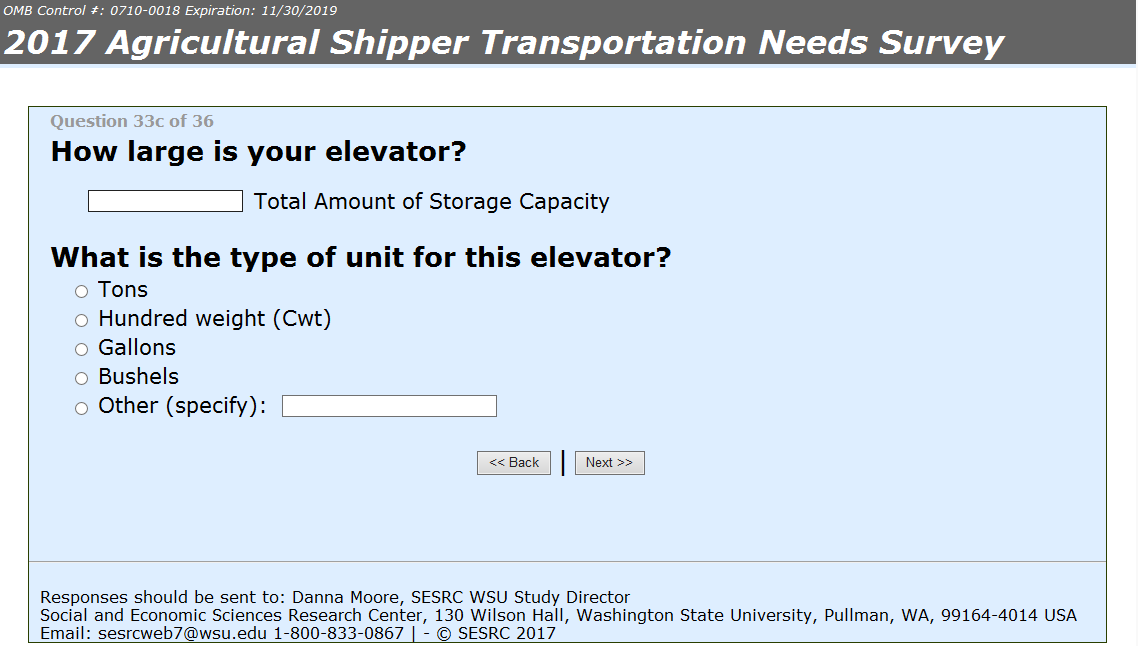 OMB Control #: 0710-0018 Expiration: 11/30/2019
2017 Agricultural Shipper Transportation Needs Survey
Question 33c of 36
How large is your elevator?
Total Amount of Storage Capacity
What is the type of unit for this elevator?
Tons
Hundred weight (Cwt)
Gallons
Bushels
Other (specify):
<< Back | Next >>
Responses should be sent to: Danna Moore, SESRC WSU Study Director
Social and Economic Sciences Research Center, 130 Wilson Hall, Washington State University, Pullman, WA, 99164-4014 USA
Email: sesrcweb7@wsu.edu 1-800-833-0867 | - © SESRC 2017